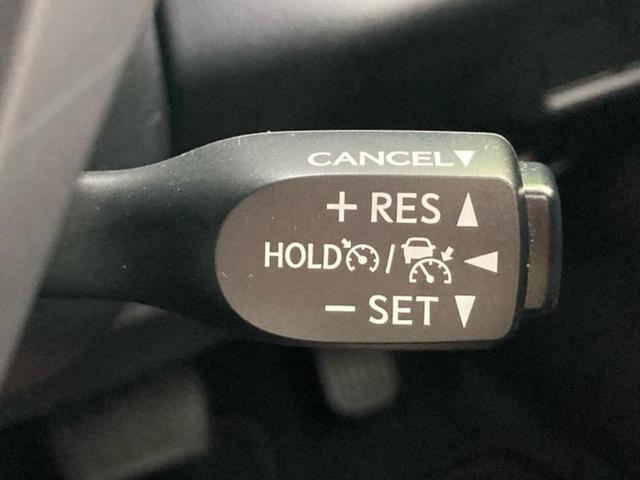 CANCEL▼
+ RES ▲
HOLD / ◀
− SET ▼